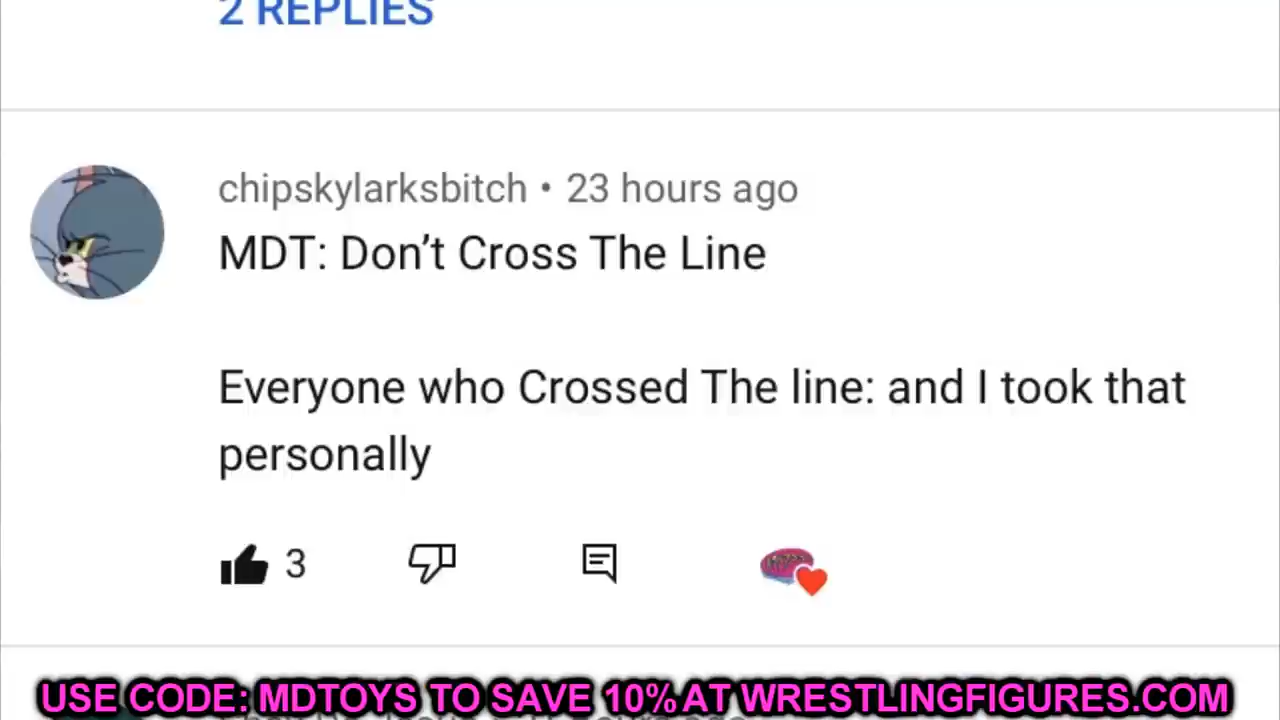 2 REPLIES
chipskylarksbitch • 23 hours ago
MDT: Don’t Cross The Line
Everyone who Crossed The line: and I took that
personally
3
USE CODE: MDTOYS TO SAVE 10% AT WRESTLINGFIGURES.COM